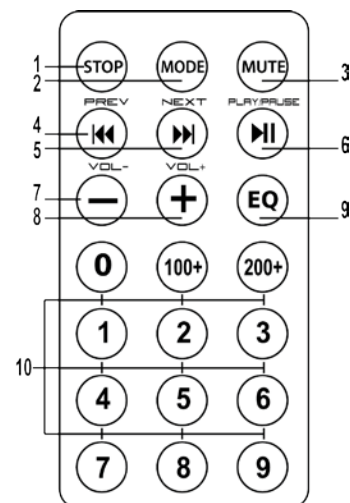 1 STOP MODE MUTE 3
2
PREV NEXT PLAY/PAUSE
4
5 6
VOL- VOL+
7 EQ 9
8
0 100+ 200+
1 2 3
10
4 5 6
7 8 9